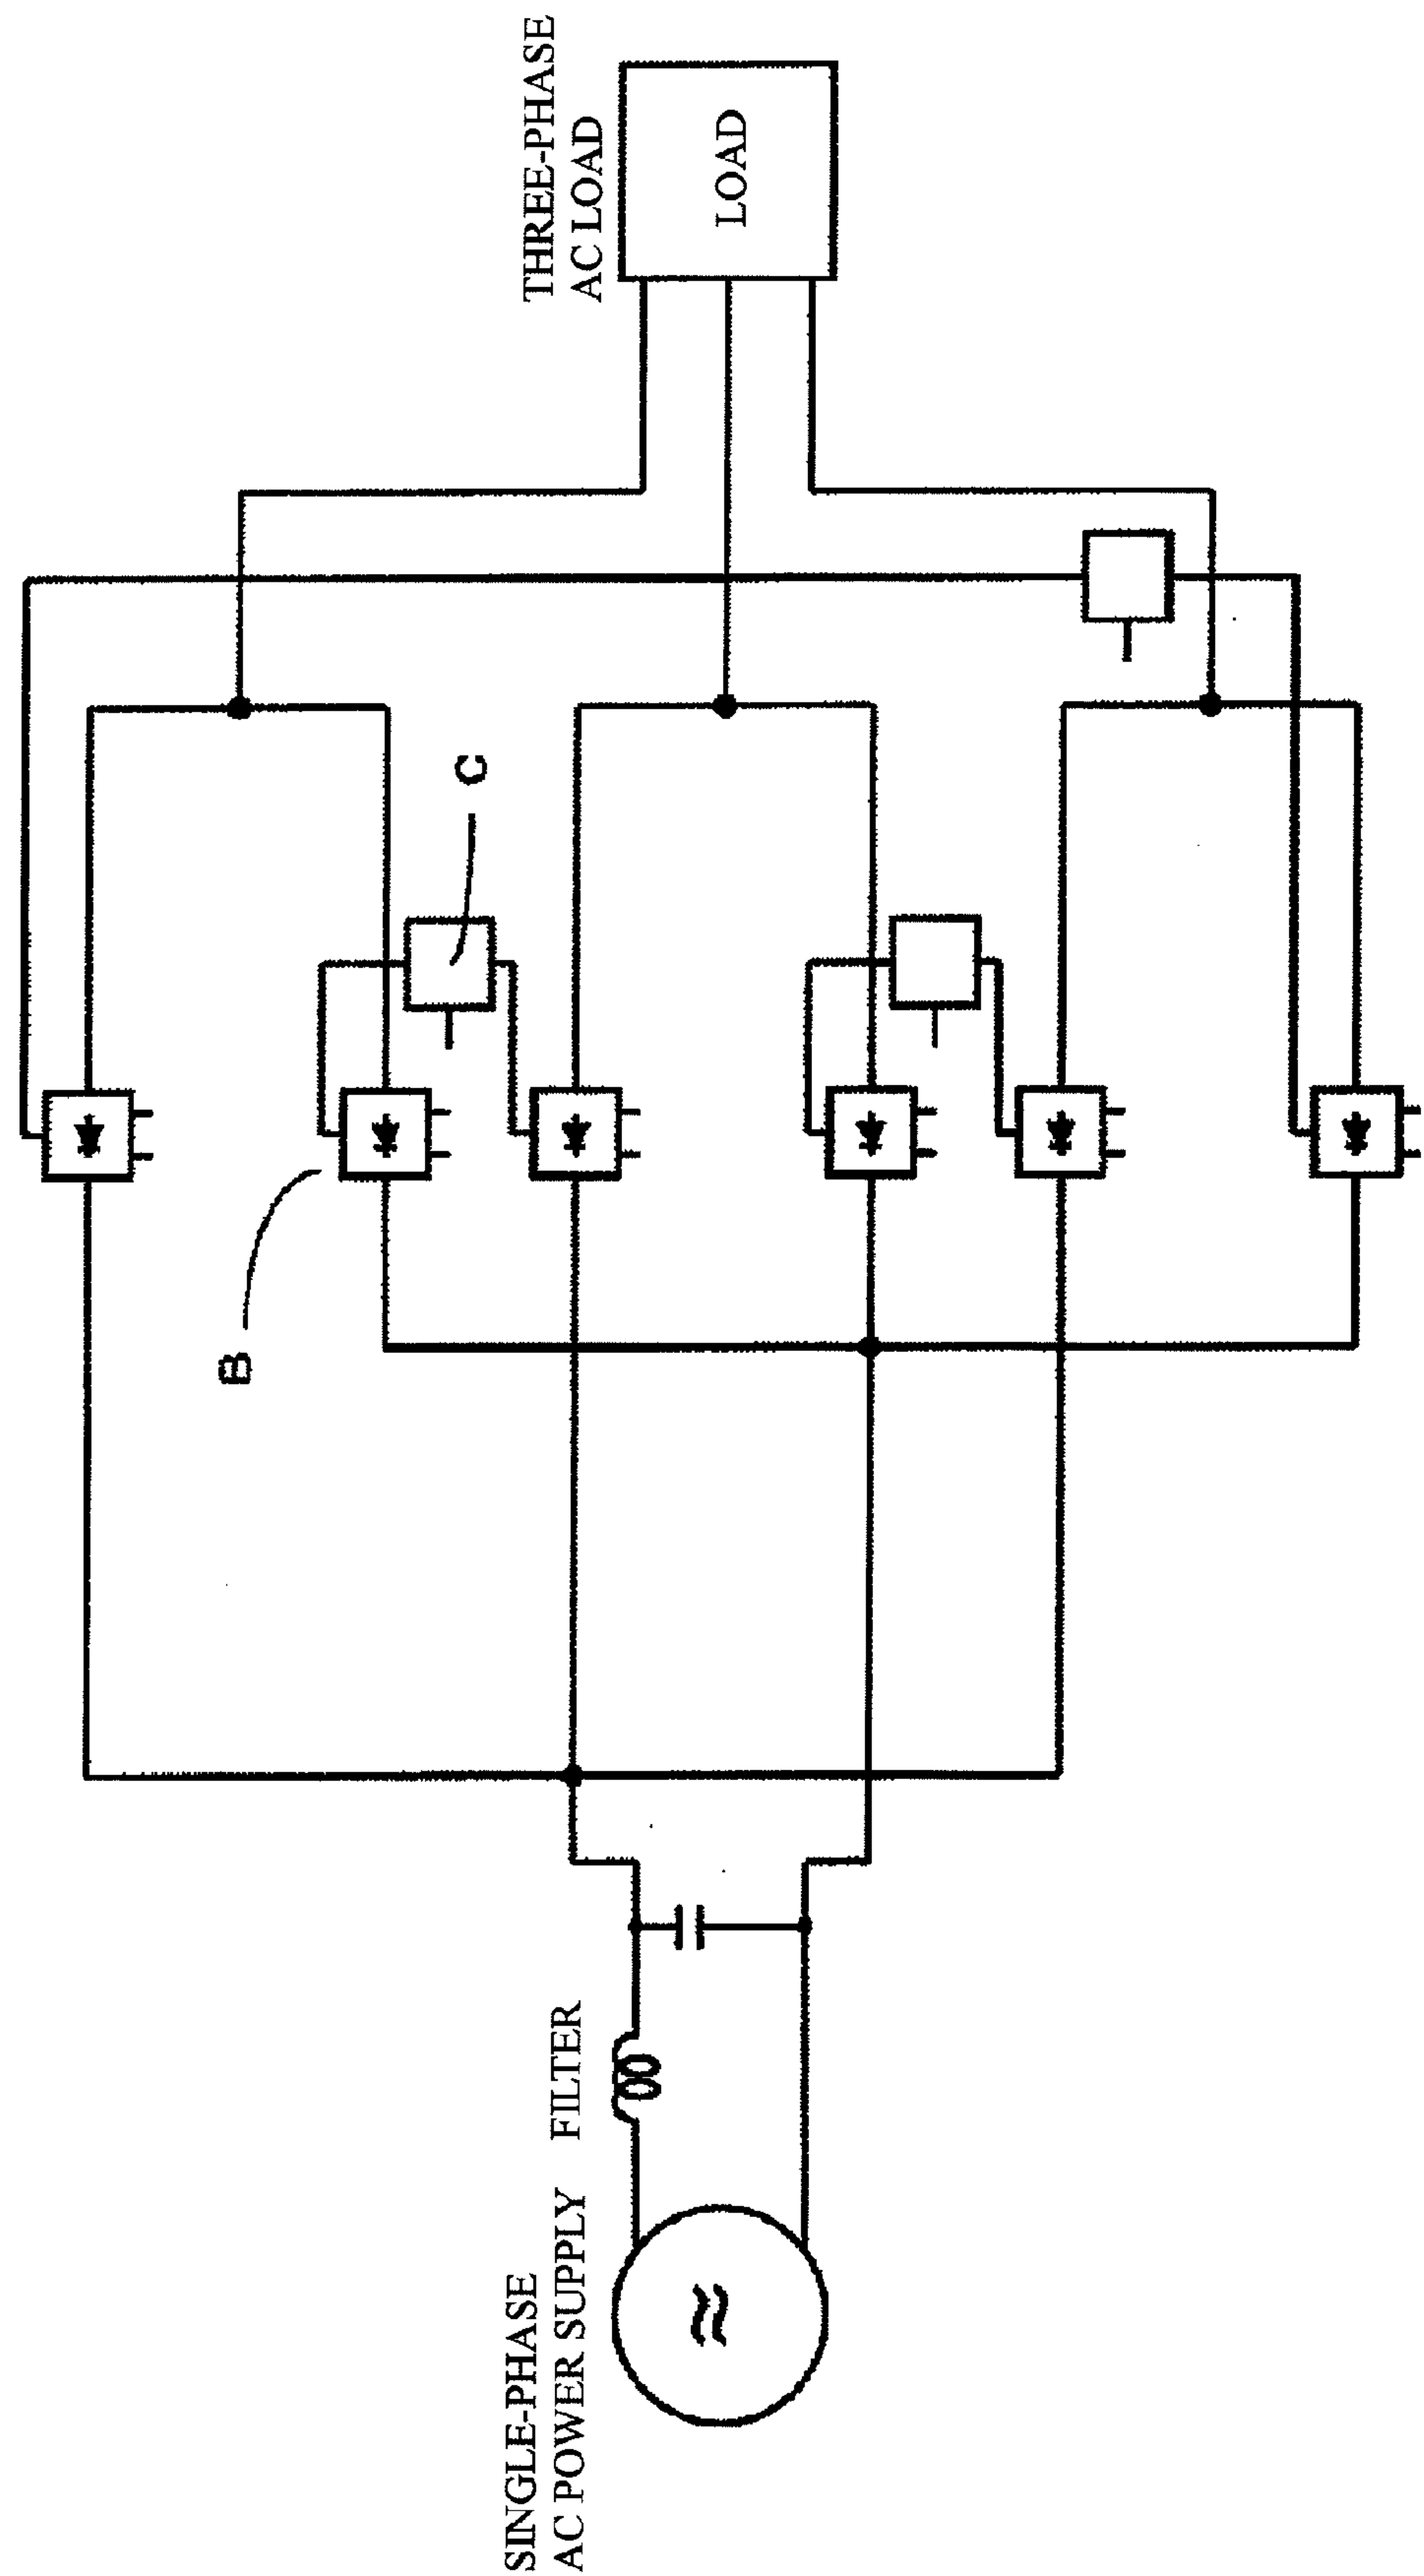 SINGLE-PHASE
AC POWER SUPPLY
FILTER
B
C
THREE-PHASE
AC LOAD
LOAD